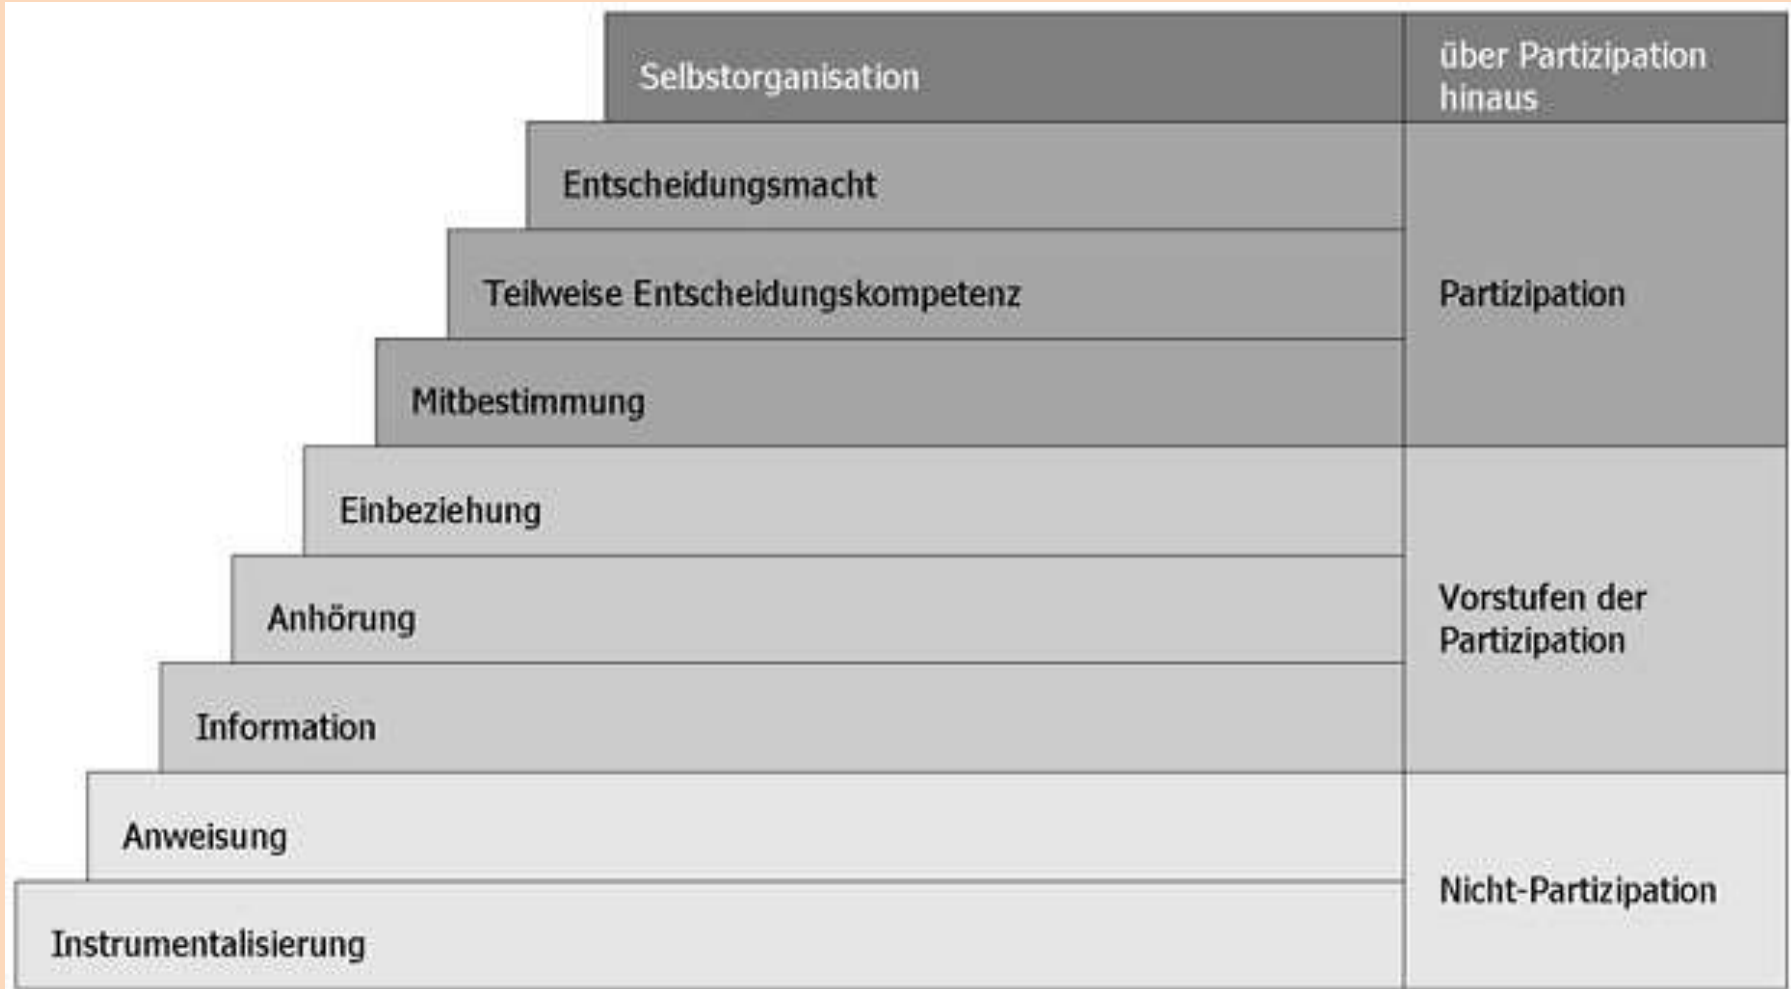 Selbstorganisation
über Partizipation
hinaus
Entscheidungsmacht
Teilweise Entscheidungskompetenz
Partizipation
Mitbestimmung
Einbeziehung
Anhörung
Vorstufen der
Partizipation
Information
Anweisung
Nicht-Partizipation
Instrumentalisierung